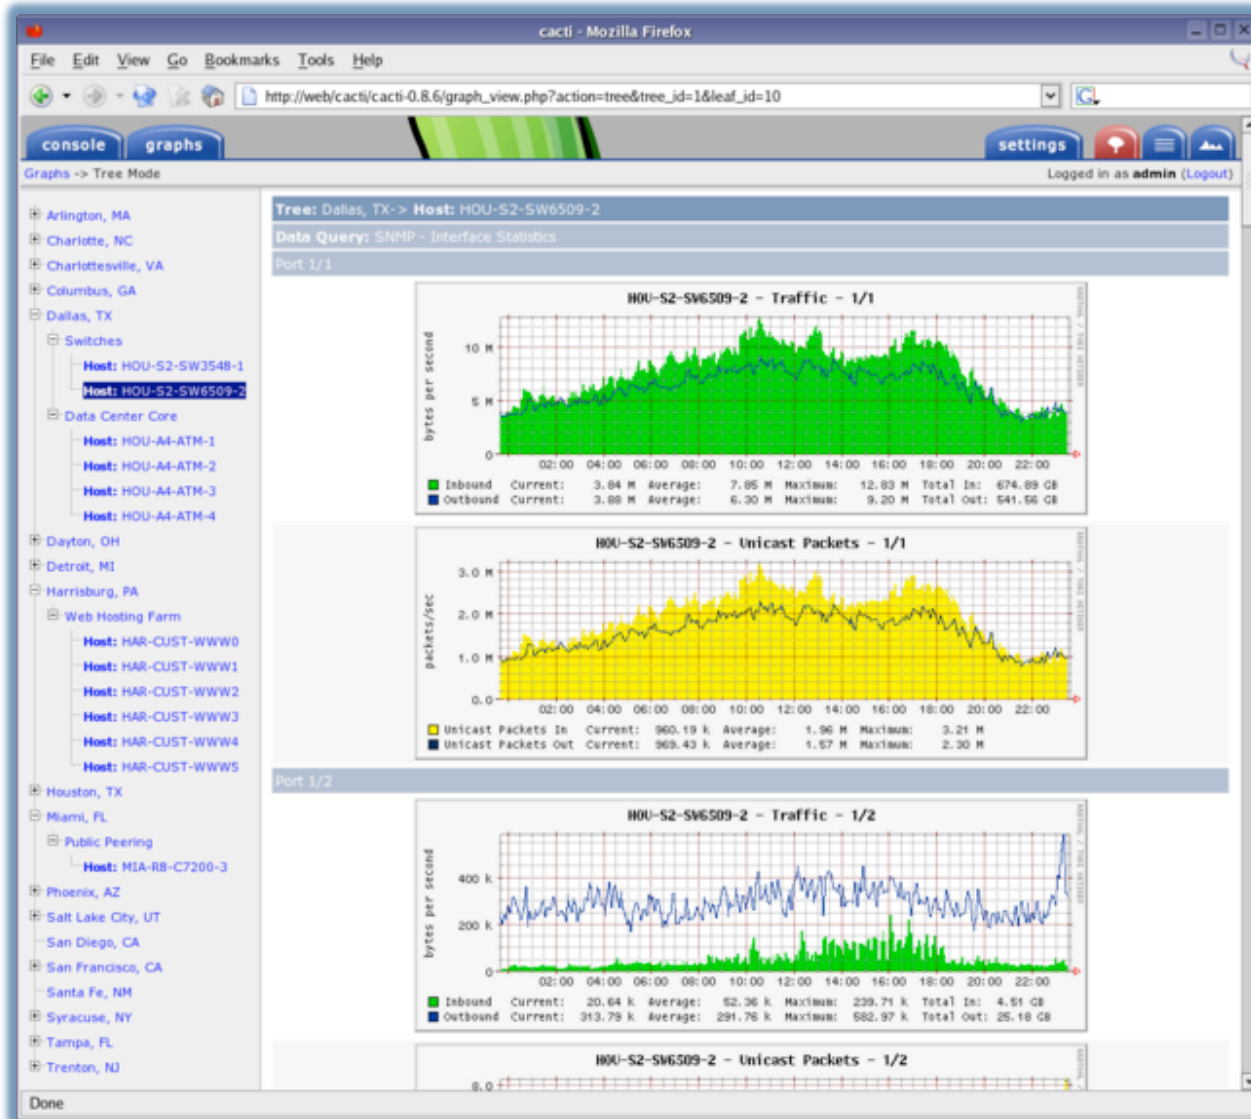 cacti - Mozilla Firefox
File Edit View Go Bookmarks Tools Help
http://web/cacti/cacti-0.8.6/graph_view.php?action=tree&tree_id=1&leaf_id=10
G
console graphs settings
Graphs -> Tree Mode Logged in as admin (Logout)
Arlington, MA
Charlotte, NC
Charlottesville, VA
Columbus, GA
Dallas, TX
Switches
Host: HOU-S2-SW3548-1
Host: HOU-S2-SW6509-2
Data Center Core
Host: HOU-A4-ATM-1
Host: HOU-A4-ATM-2
Host: HOU-A4-ATM-3
Host: HOU-A4-ATM-4
Dayton, OH
Detroit, MI
Harrisburg, PA
Web Hosting Farm
Host: HAR-CUST-WWW0
Host: HAR-CUST-WWW1
Host: HAR-CUST-WWW2
Host: HAR-CUST-WWW3
Host: HAR-CUST-WWW4
Host: HAR-CUST-WWW5
Houston, TX
Miami, FL
Public Peering
Host: MIA-R8-C7200-3
Phoenix, AZ
Salt Lake City, UT
San Diego, CA
San Francisco, CA
Santa Fe, NM
Syracuse, NY
Tampa, FL
Trenton, NJ
Tree: Dallas, TX-> Host: HOU-S2-SW6509-2
Data Query: SNMP - Interface Statistics
Port 1/1
HOU-S2-SW6509-2 - Traffic - 1/1
bytes per second
10 M
5 M
0
02:00 04:00 06:00 08:00 10:00 12:00 14:00 16:00 18:00 20:00 22:00
Inbound Current: 3.84 M Average: 7.85 M Maximum: 12.83 M Total In: 674.89 GB
Outbound Current: 3.88 M Average: 6.30 M Maximum: 9.20 M Total Out: 541.56 GB
HOU-S2-SW6509-2 - Unicast Packets - 1/1
packets/sec
3.0 M
2.0 M
1.0 M
0.0
02:00 04:00 06:00 08:00 10:00 12:00 14:00 16:00 18:00 20:00 22:00
Unicast Packets In Current: 960.19 k Average: 1.96 M Maximum: 3.21 M
Unicast Packets Out Current: 969.43 k Average: 1.57 M Maximum: 2.30 M
Port 1/2
HOU-S2-SW6509-2 - Traffic - 1/2
bytes per second
400 k
200 k
0
02:00 04:00 06:00 08:00 10:00 12:00 14:00 16:00 18:00 20:00 22:00
Inbound Current: 20.64 k Average: 52.36 k Maximum: 239.71 k Total In: 4.51 GB
Outbound Current: 313.79 k Average: 291.76 k Maximum: 582.97 k Total Out: 25.18 GB
HOU-S2-SW6509-2 - Unicast Packets - 1/2
8.0
Done